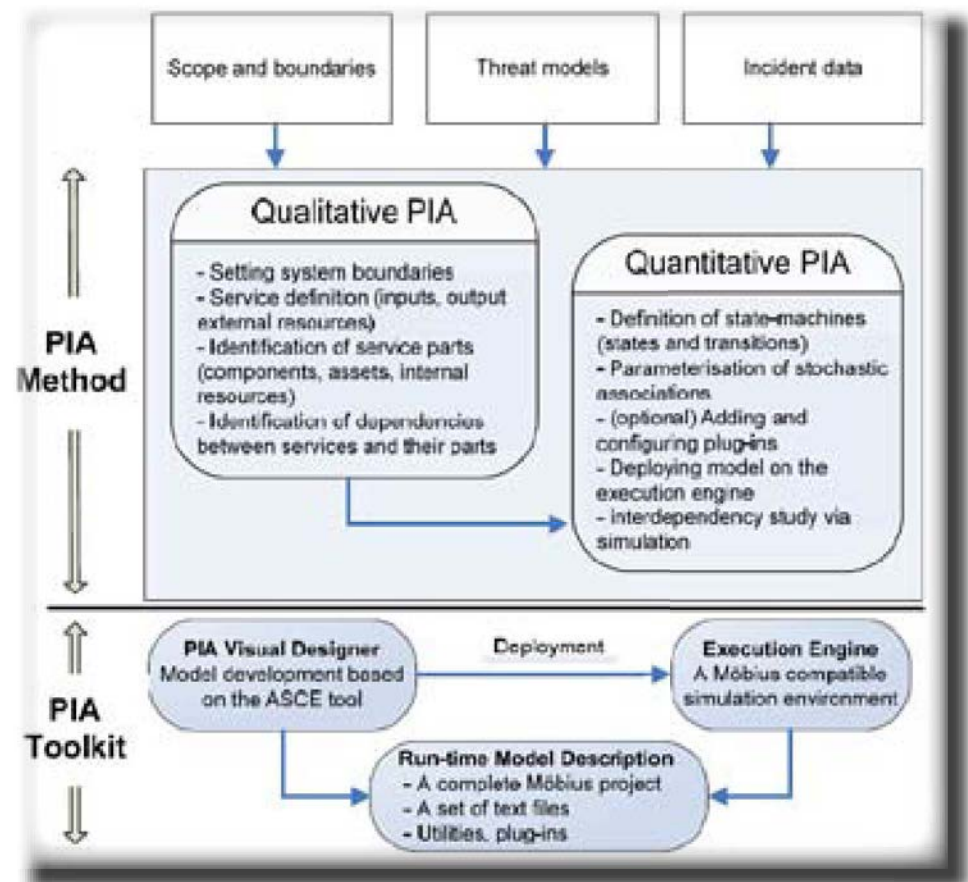 Scope and boundaries
Threat models
Incident data
PIA
Method
Qualitative PIA
- Setting system boundaries
- Service definition (inputs, output
external resources)
- Identification of service parts
(components, assets, internal
resources)
- Identification of dependencies
between services and their parts
Quantitative PIA
- Definition of state-machines
(states and transitions)
- Parameterisation of stochastic
associations
- (optional) Adding and
configuring plug-ins
- Deploying model on the
execution engine
- interdependency study via
simulation
PIA
Toolkit
PIA Visual Designer
Model development based
on the ASCE tool
Deployment
Execution Engine
A Möbius compatible
simulation environment
Run-time Model Description
- A complete Möbius project
- A set of text files
- Utilities, plug-ins